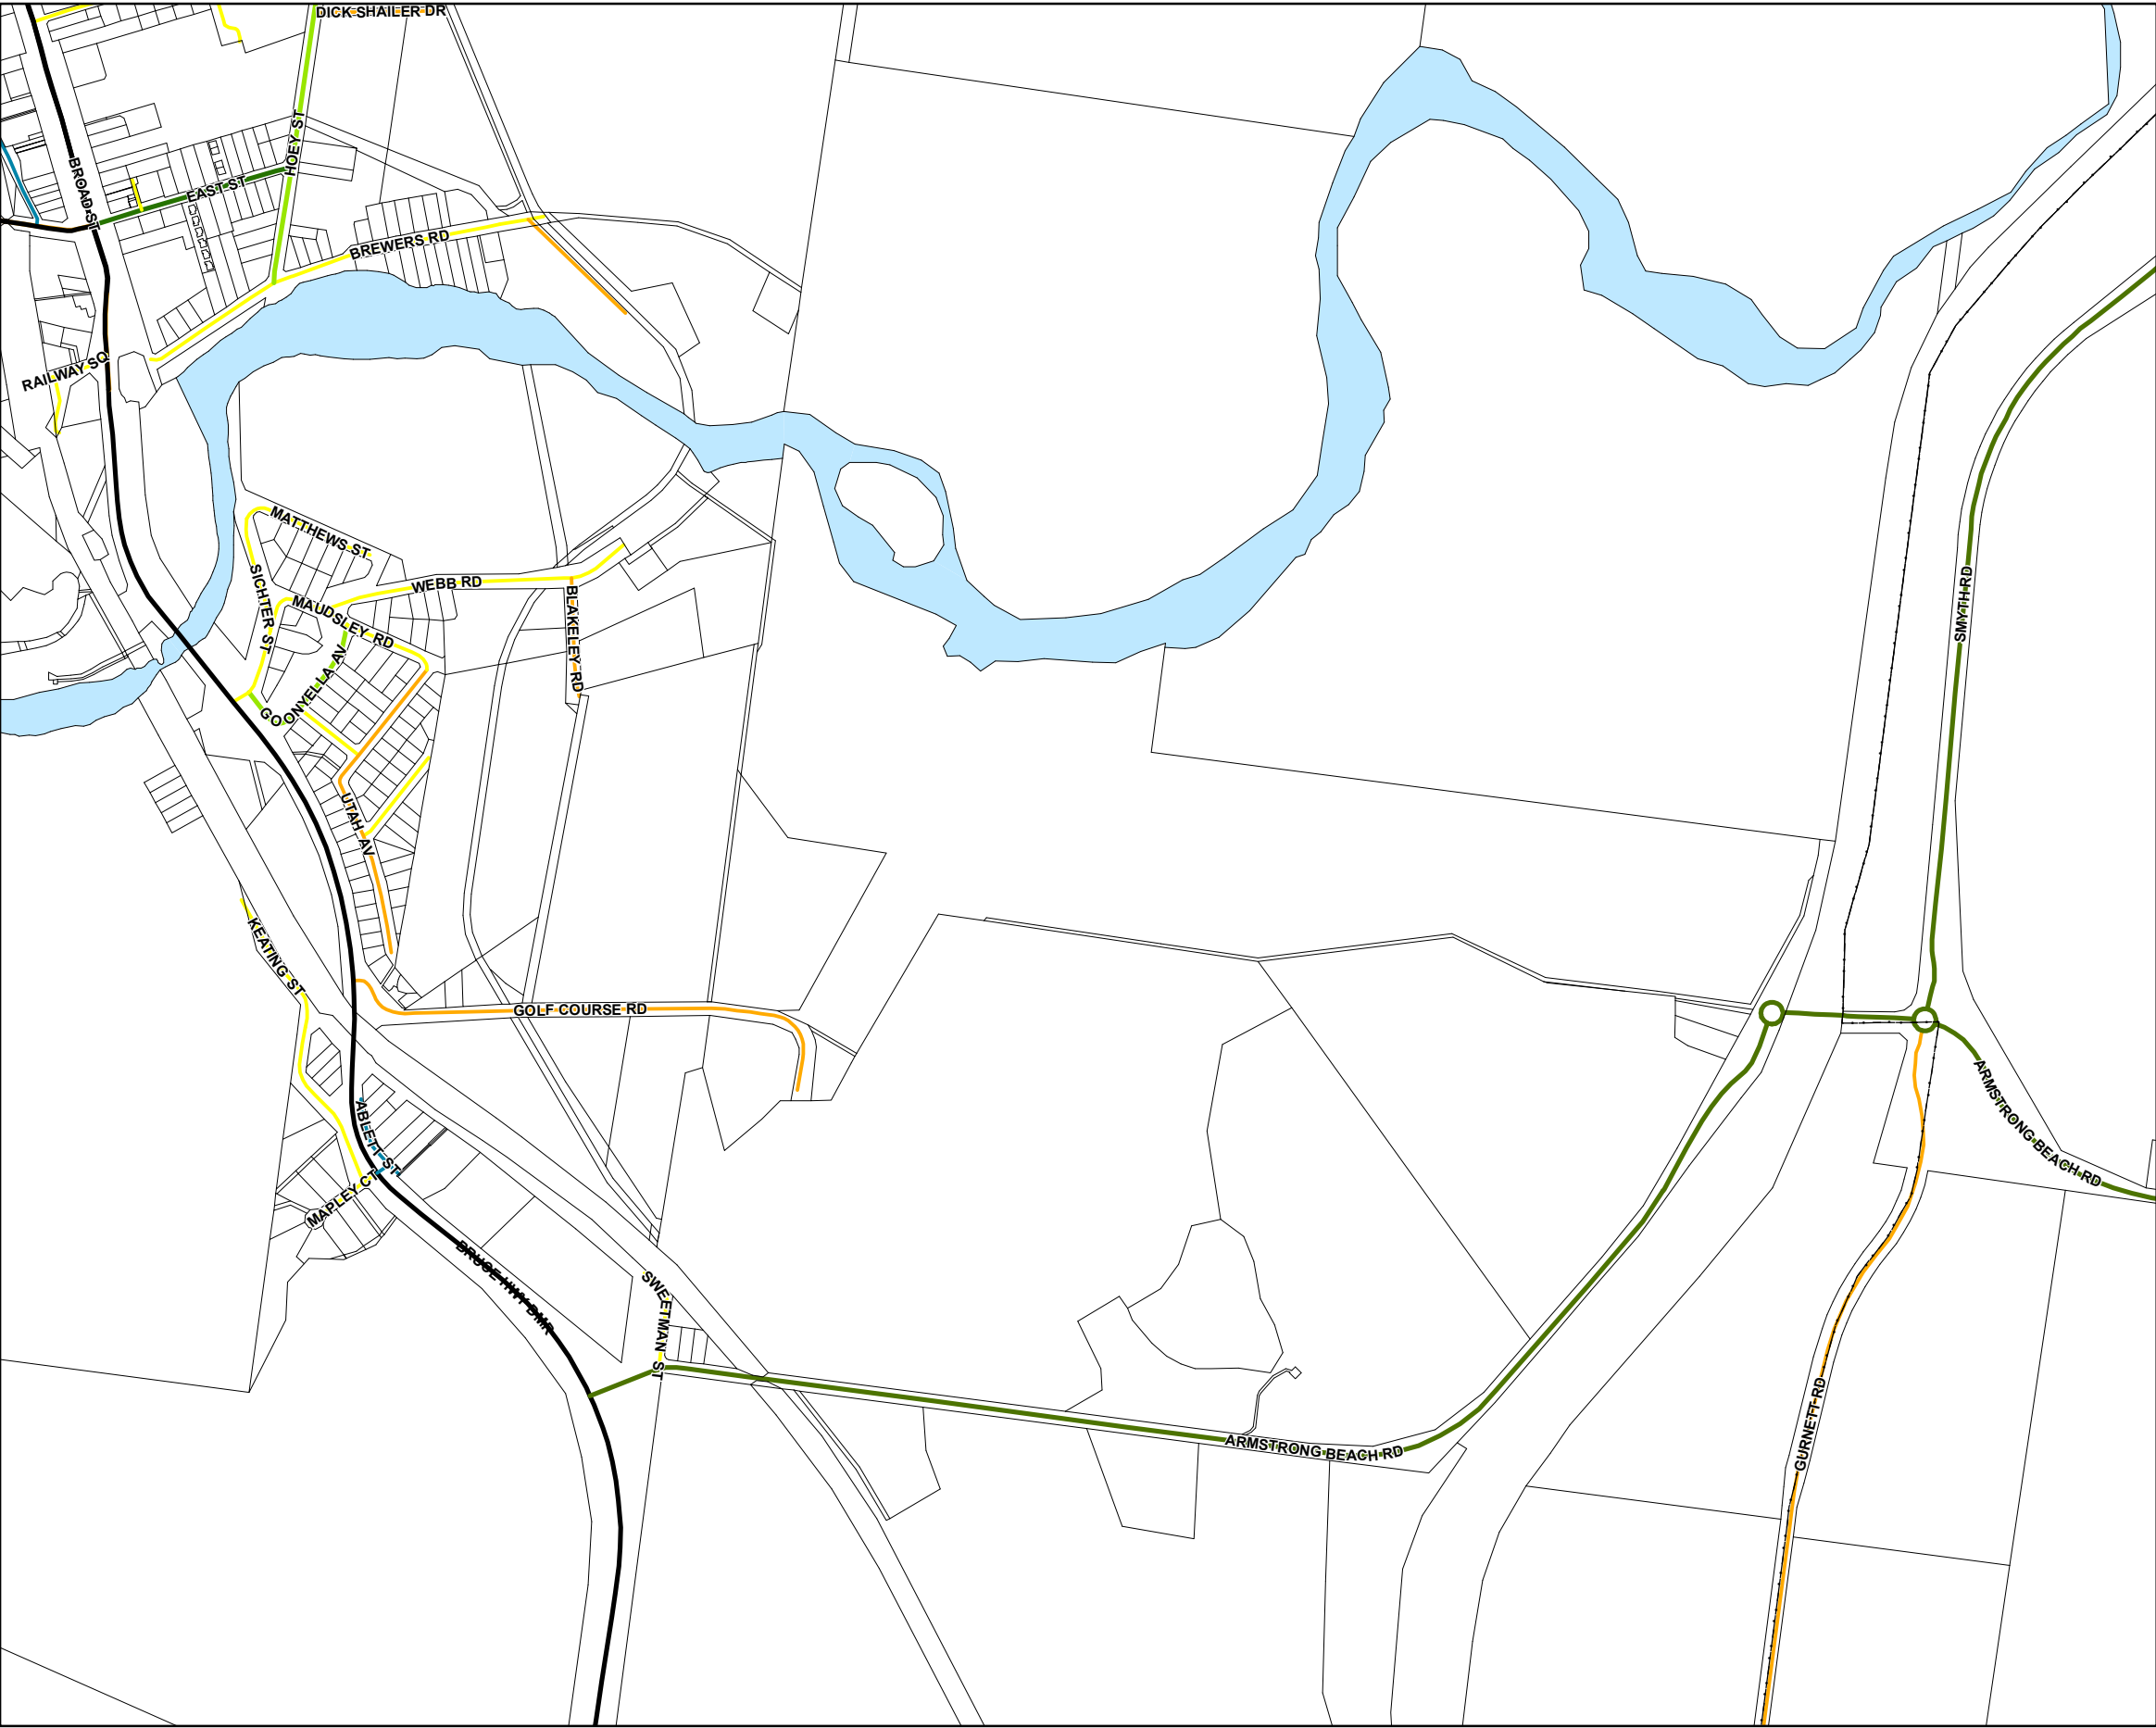 DICK SHAILER DR
HOEY ST
BROAD ST
EAST ST
BREWERS RD
RAILWAY SQ
MATTHEWS ST
SICHTER ST
WEBB RD
MAUDSLEY RD
BLAKELEY RD
SMYTH RD
GOONYELLA AV
UTAH AV
KEATING ST
GOLF COURSE RD
ARMSTRONG BEACH RD
ABLETT ST
MAPLEY CT
BRUCE HWY DMR
SWEETMAN ST
GURNETT RD
ARMSTRONG BEACH RD